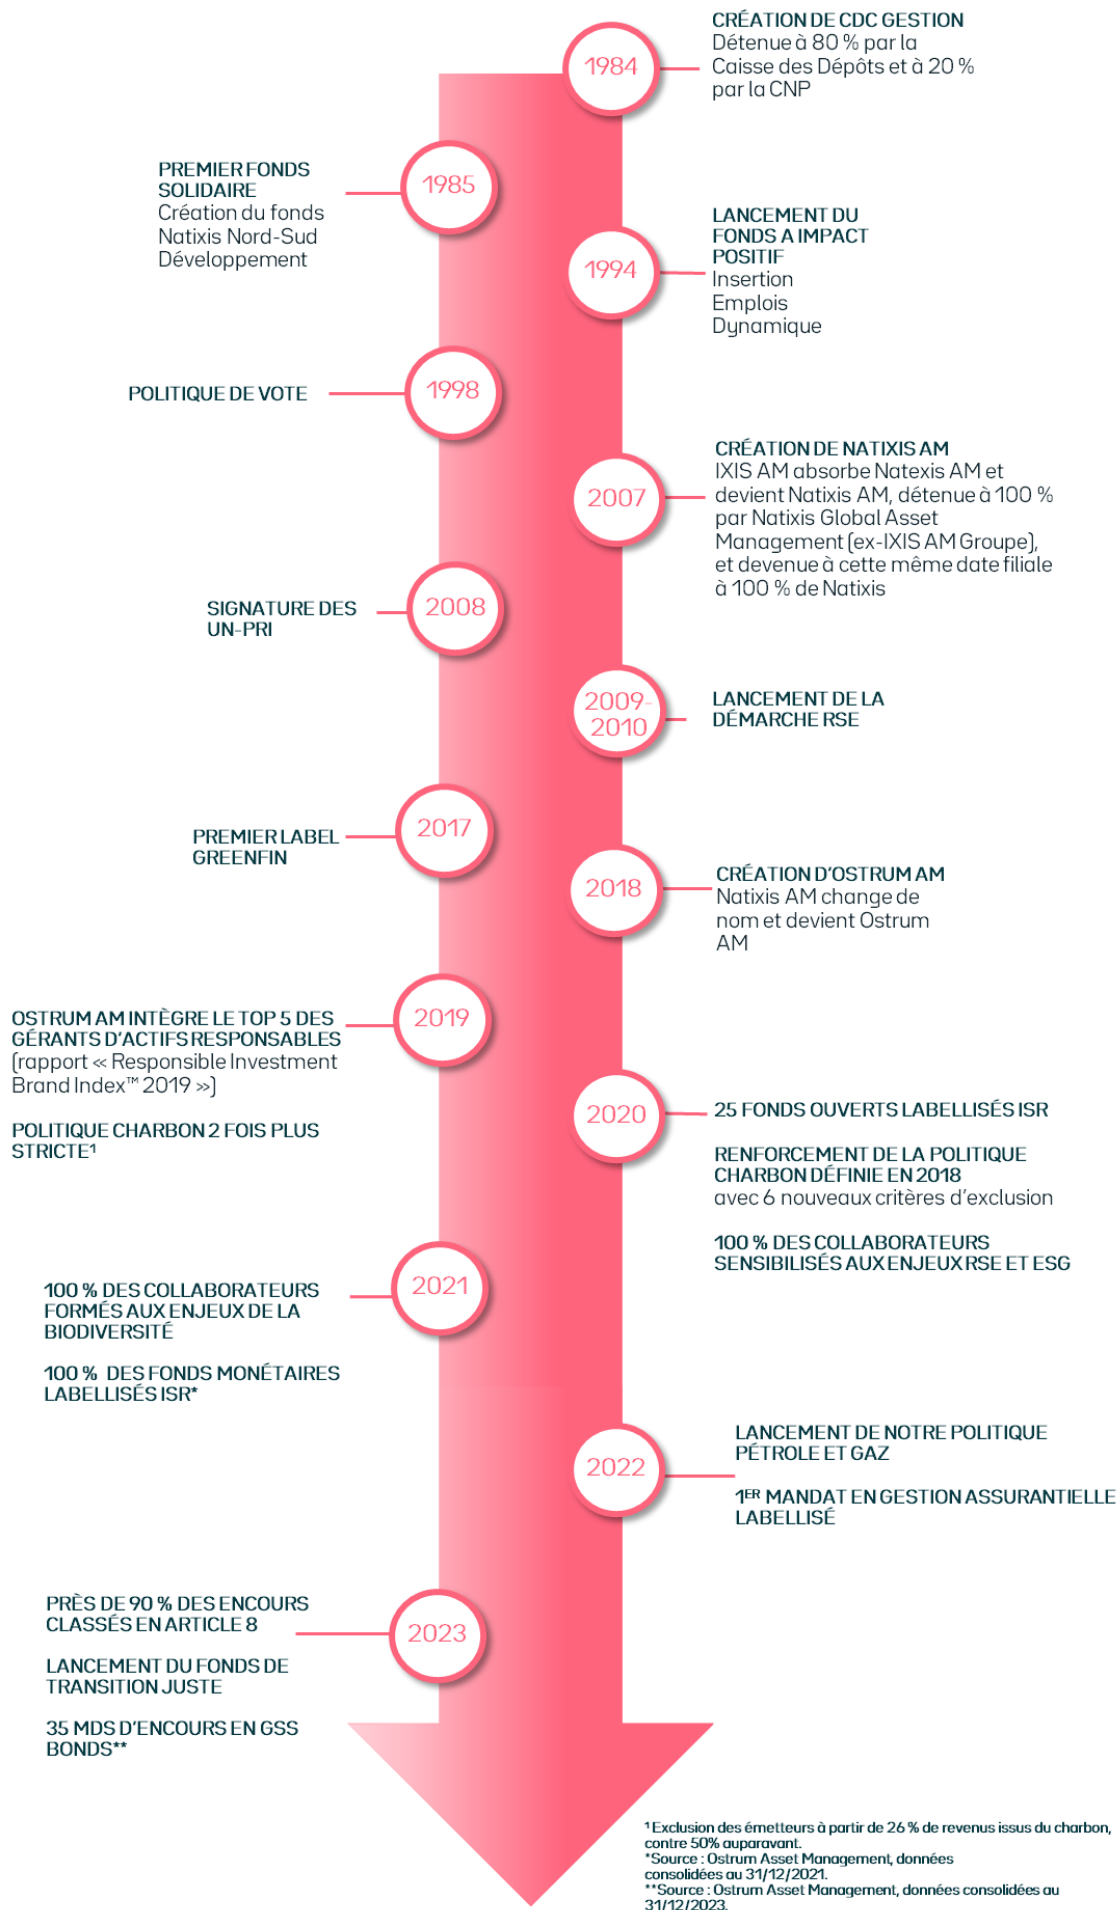 1984
CRÉATION DE CDC GESTION
Détenue à 80 % par la
Caisse des Dépôts et à 20 %
par la CNP
1985
PREMIER FONDS
SOLIDAIRE
Création du fonds
Natixis Nord-Sud
Développement
1994
LANCEMENT DU
FONDS A IMPACT
POSITIF
Insertion
Emplois
Dynamique
1998
POLITIQUE DE VOTE
2007
CRÉATION DE NATIXIS AM
IXIS AM absorbe Natexis AM et
devient Natixis AM, détenue à 100 %
par Natixis Global Asset
Management (ex-IXIS AM Groupe),
et devenue à cette même date filiale
à 100 % de Natixis
2008
SIGNATURE DES
UN-PRI
2009-
2010
LANCEMENT DE LA
DÉMARCHE RSE
2017
PREMIER LABEL
GREENFIN
2018
CRÉATION D'OSTRUM AM
Natixis AM change de
nom et devient Ostrum
AM
2019
OSTRUM AM INTÈGRE LE TOP 5 DES
GÉRANTS D'ACTIFS RESPONSABLES
(rapport « Responsible Investment
Brand Index™ 2019 »)
POLITIQUE CHARBON 2 FOIS PLUS
STRICTE¹
2020
25 FONDS OUVERTS LABELLISÉS ISR
RENFORCEMENT DE LA POLITIQUE
CHARBON DÉFINIE EN 2018
avec 6 nouveaux critères d'exclusion
100 % DES COLLABORATEURS
SENSIBILISÉS AUX ENJEUX RSE ET ESG
2021
100 % DES COLLABORATEURS
FORMÉS AUX ENJEUX DE LA
BIODIVERSITÉ
100 % DES FONDS MONÉTAIRES
LABELLISÉS ISR*
2022
LANCEMENT DE NOTRE POLITIQUE
PÉTROLE ET GAZ
1ER MANDAT EN GESTION ASSURANTIELLE
LABELLISÉ
2023
PRÈS DE 90 % DES ENCOURS
CLASSÉS EN ARTICLE 8
LANCEMENT DU FONDS DE
TRANSITION JUSTE
35 MDS D'ENCOURS EN GSS
BONDS**
¹ Exclusion des émetteurs à partir de 26 % de revenus issus du charbon,
contre 50% auparavant.
*Source : Ostrum Asset Management, données
consolidées au 31/12/2021.
**Source : Ostrum Asset Management, données consolidées au
31/12/2023.